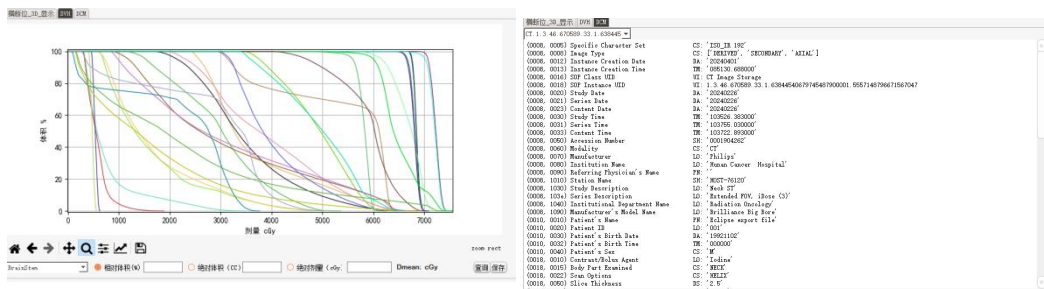 横断位_3D_显示 DVH DCM
100
80
60
40
20
0
体积 %
0 1000 2000 3000 4000 5000 6000 7000
剂量 cGy
zoom rect
BrainStem 相对体积(%) 绝对体积 (CC) 绝对剂量 (cGy) Dmean: cGy 查询 保存
横断位_3D_显示 DVH DCM
CT.1.3.46.670589.33.1.638445
(0008, 0005) Specific Character Set CS: 'ISO_IR 192'
(0008, 0008) Image Type CS: ['DERIVED', 'SECONDARY', 'AXIAL']
(0008, 0012) Instance Creation Date DA: '20240401'
(0008, 0013) Instance Creation Time TM: '085130.686000'
(0008, 0016) SOP Class UID UI: CT Image Storage
(0008, 0018) SOP Instance UID UI:
(0008, 0020) Study Date DA: '20240226'
(0008, 0021) Series Date DA: '20240226'
(0008, 0023) Content Date DA: '20240226'
(0008, 0030) Study Time TM: '103526.383000'
(0008, 0031) Series Time TM: '103755.030000'
(0008, 0033) Content Time TM: '103722.893000'
(0008, 0050) Accession Number SH: '0001904262'
(0008, 0060) Modality CS: 'CT'
(0008, 0070) Manufacturer LO: 'Philips'
(0008, 0080) Institution Name LO: 'Hunan Cancer Hospital'
(0008, 0090) Referring Physician's Name PN: ''
(0008, 1010) Station Name SH: 'HOST-76120'
(0008, 1030) Study Description LO: 'Neck ST'
(0008, 103e) Series Description LO: 'Extended FOV, iDose (3)'
(0008, 1040) Institutional Department Name LO: 'Radiation Oncology'
(0008, 1090) Manufacturer's Model Name LO: 'Brilliance Big Bore'
(0010, 0010) Patient's Name PN: 'Eclipse export file'
(0010, 0020) Patient ID LO: '001'
(0010, 0030) Patient's Birth Date DA: '19921102'
(0010, 0032) Patient's Birth Time TM: '000000'
(0010, 0040) Patient's Sex CS: 'M'
(0018, 0010) Contrast/Bolus Agent LO: 'Iodine'
(0018, 0015) Body Part Examined CS: 'NECK'
(0018, 0022) Scan Options CS: 'HELIX'
(0018, 0050) Slice Thickness DS: '2.5'